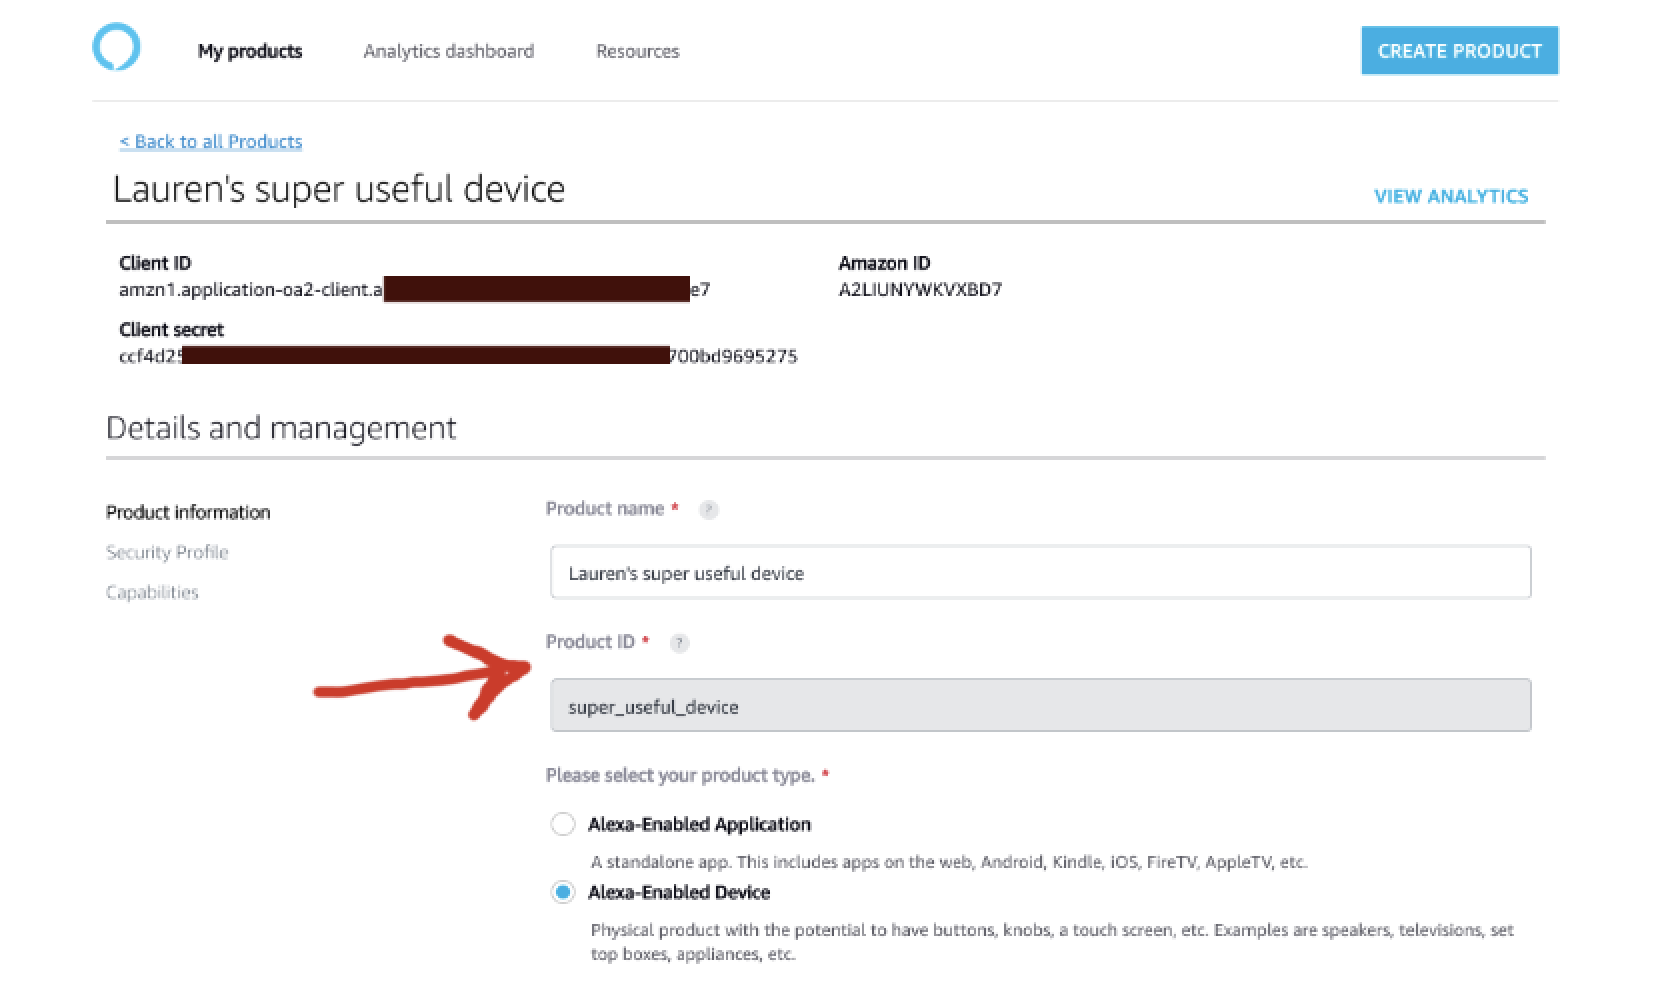 My products Analytics dashboard Resources CREATE PRODUCT
< Back to all Products
Lauren's super useful device
VIEW ANALYTICS
Client ID Amazon ID
amzn1.application-oa2-client.a e7 A2LIUNYWKVXBD7
Client secret
ccf4d25 700bd9695275
Details and management
Product information
Security Profile
Capabilities
Product name * ?
Lauren's super useful device
Product ID * ?
super_useful_device
Please select your product type. *
Alexa-Enabled Application
A standalone app. This includes apps on the web, Android, Kindle, iOS, FireTV, AppleTV, etc.
Alexa-Enabled Device
Physical product with the potential to have buttons, knobs, a touch screen, etc. Examples are speakers, televisions, set
top boxes, appliances, etc.